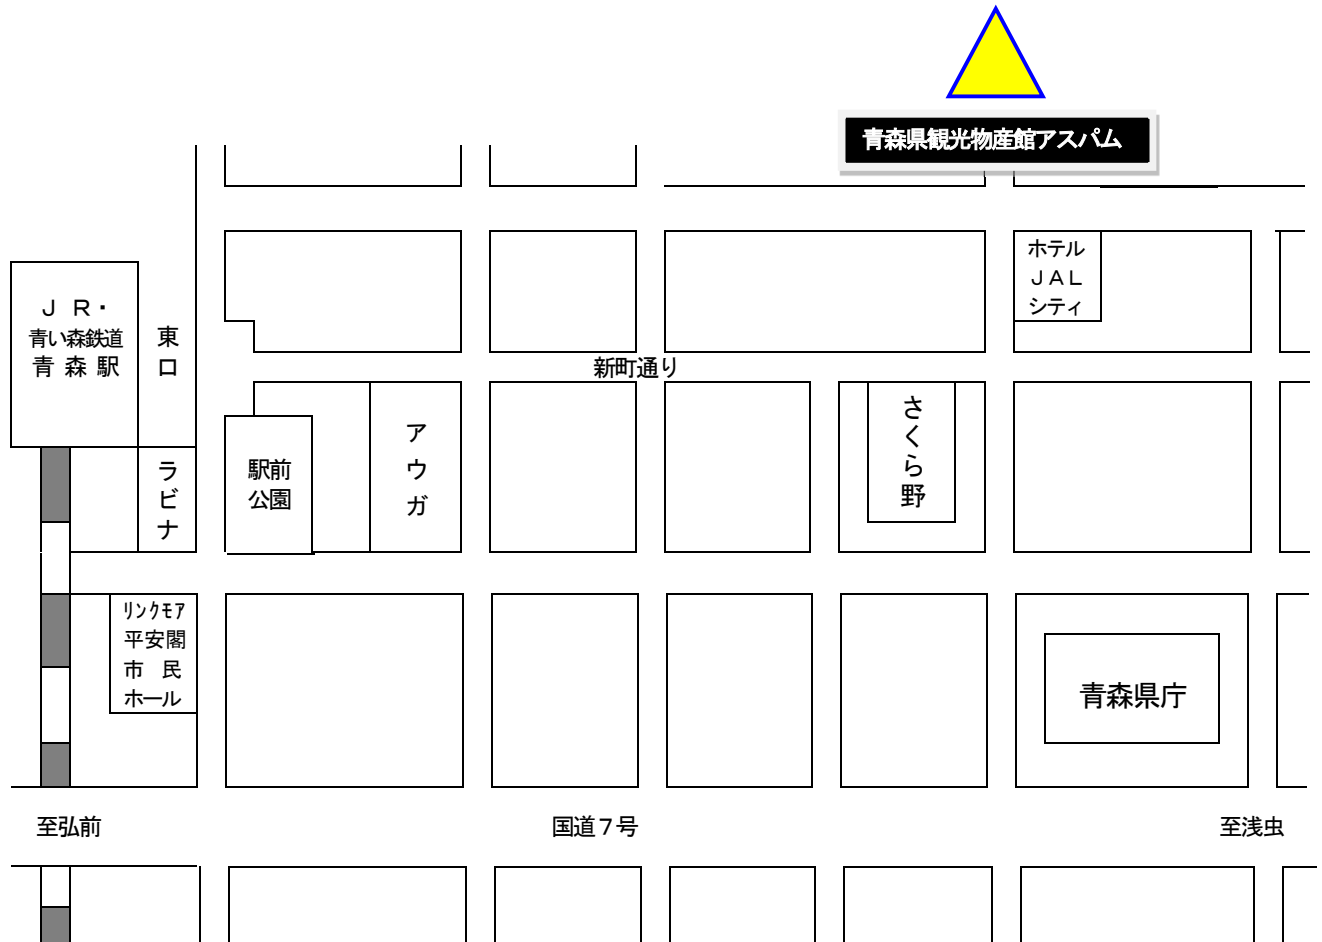 青森県観光物産館アスパム
ホテル
ＪＡＬ
シティ
Ｊ Ｒ・
青い森鉄道
青 森 駅
東
口
新町通り
さ
く
ら
野
ア
ウ
ガ
駅前
公園
ラ
ビ
ナ
ﾘﾝｸﾓｱ
平安閣
市 民
ホール
青森県庁
至弘前
国道７号
至浅虫